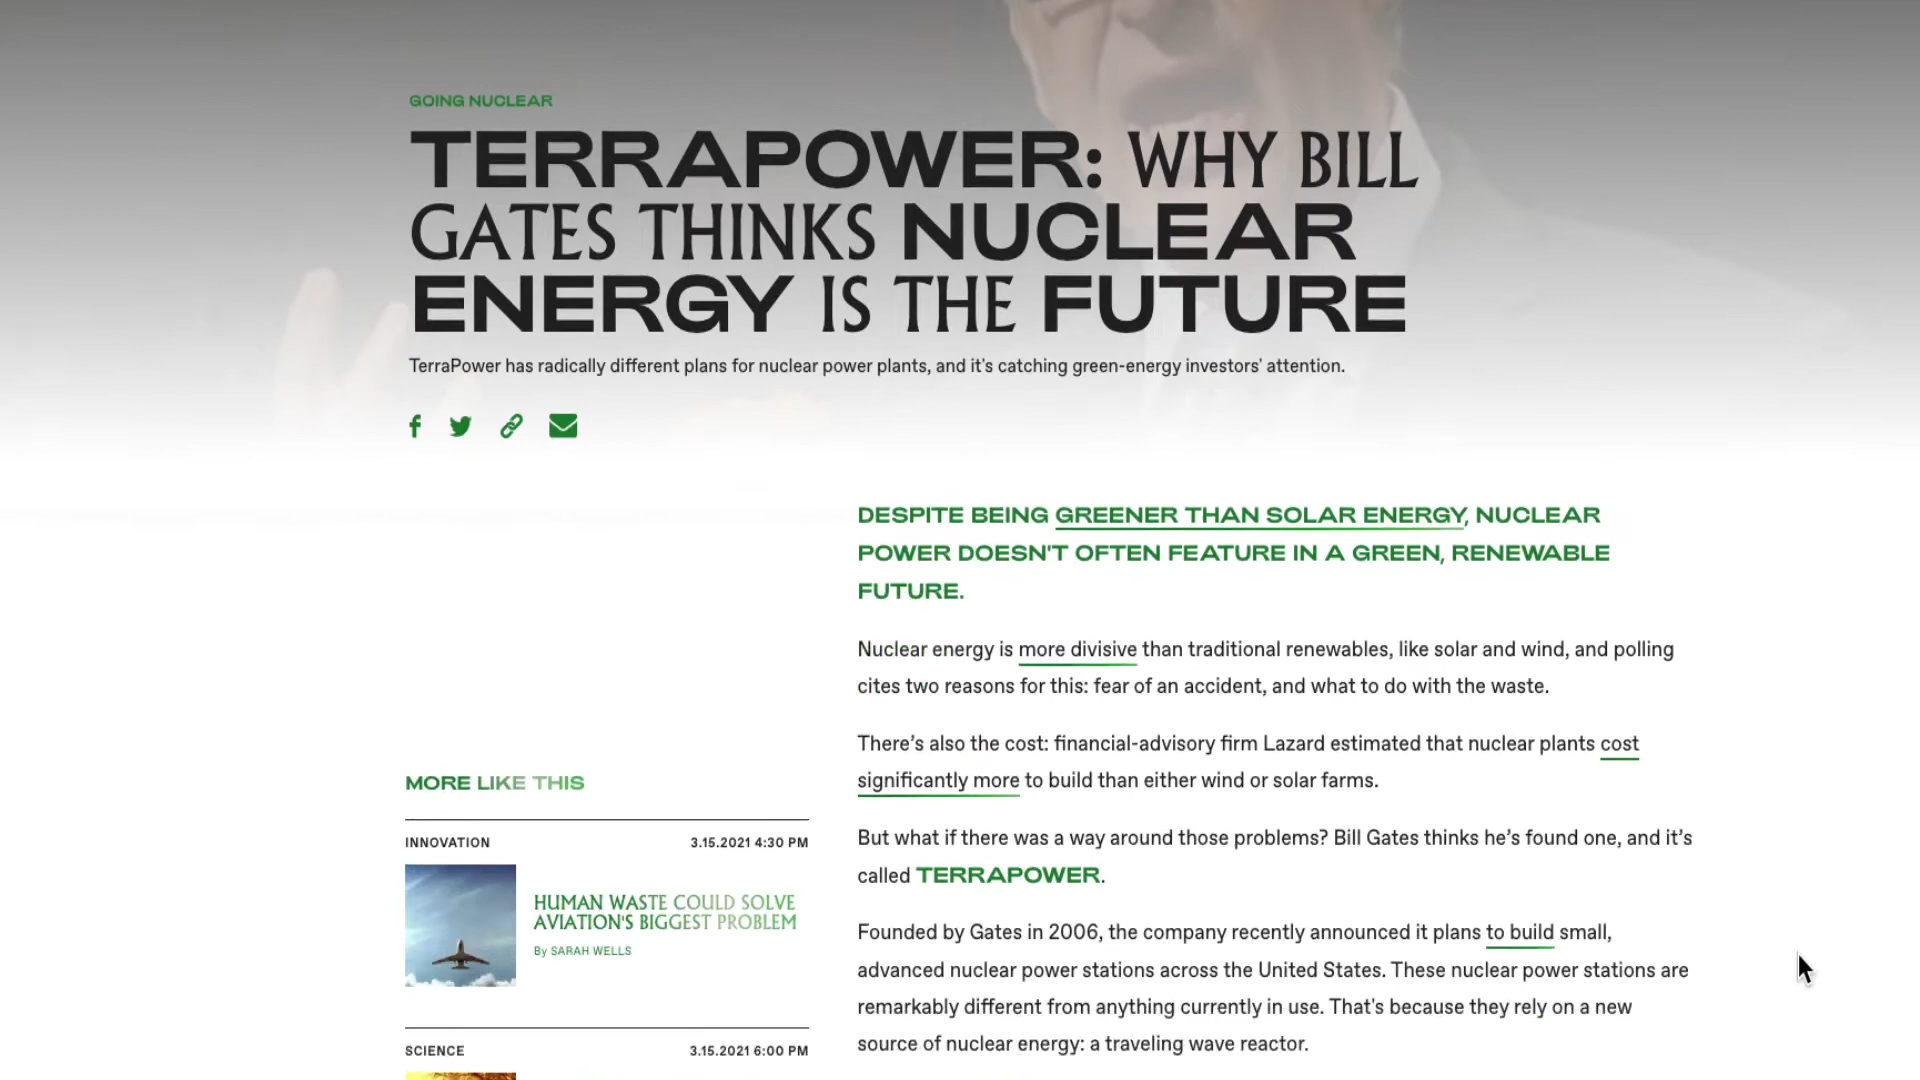 GOING NUCLEAR
TERRAPOWER: WHY BILL
GATES THINKS NUCLEAR
ENERGY IS THE FUTURE
TerraPower has radically different plans for nuclear power plants, and it's catching green-energy investors' attention.
DESPITE BEING GREENER THAN SOLAR ENERGY, NUCLEAR
POWER DOESN'T OFTEN FEATURE IN A GREEN, RENEWABLE
FUTURE.
Nuclear energy is more divisive than traditional renewables, like solar and wind, and polling
cites two reasons for this: fear of an accident, and what to do with the waste.
There’s also the cost: financial-advisory firm Lazard estimated that nuclear plants cost
significantly more to build than either wind or solar farms.
But what if there was a way around those problems? Bill Gates thinks he’s found one, and it’s
called TERRAPOWER.
Founded by Gates in 2006, the company recently announced it plans to build small,
advanced nuclear power stations across the United States. These nuclear power stations are
remarkably different from anything currently in use. That's because they rely on a new
source of nuclear energy: a traveling wave reactor.
MORE LIKE THIS
INNOVATION 3.15.2021 4:30 PM
HUMAN WASTE COULD SOLVE
AVIATION'S BIGGEST PROBLEM
By SARAH WELLS
SCIENCE 3.15.2021 6:00 PM